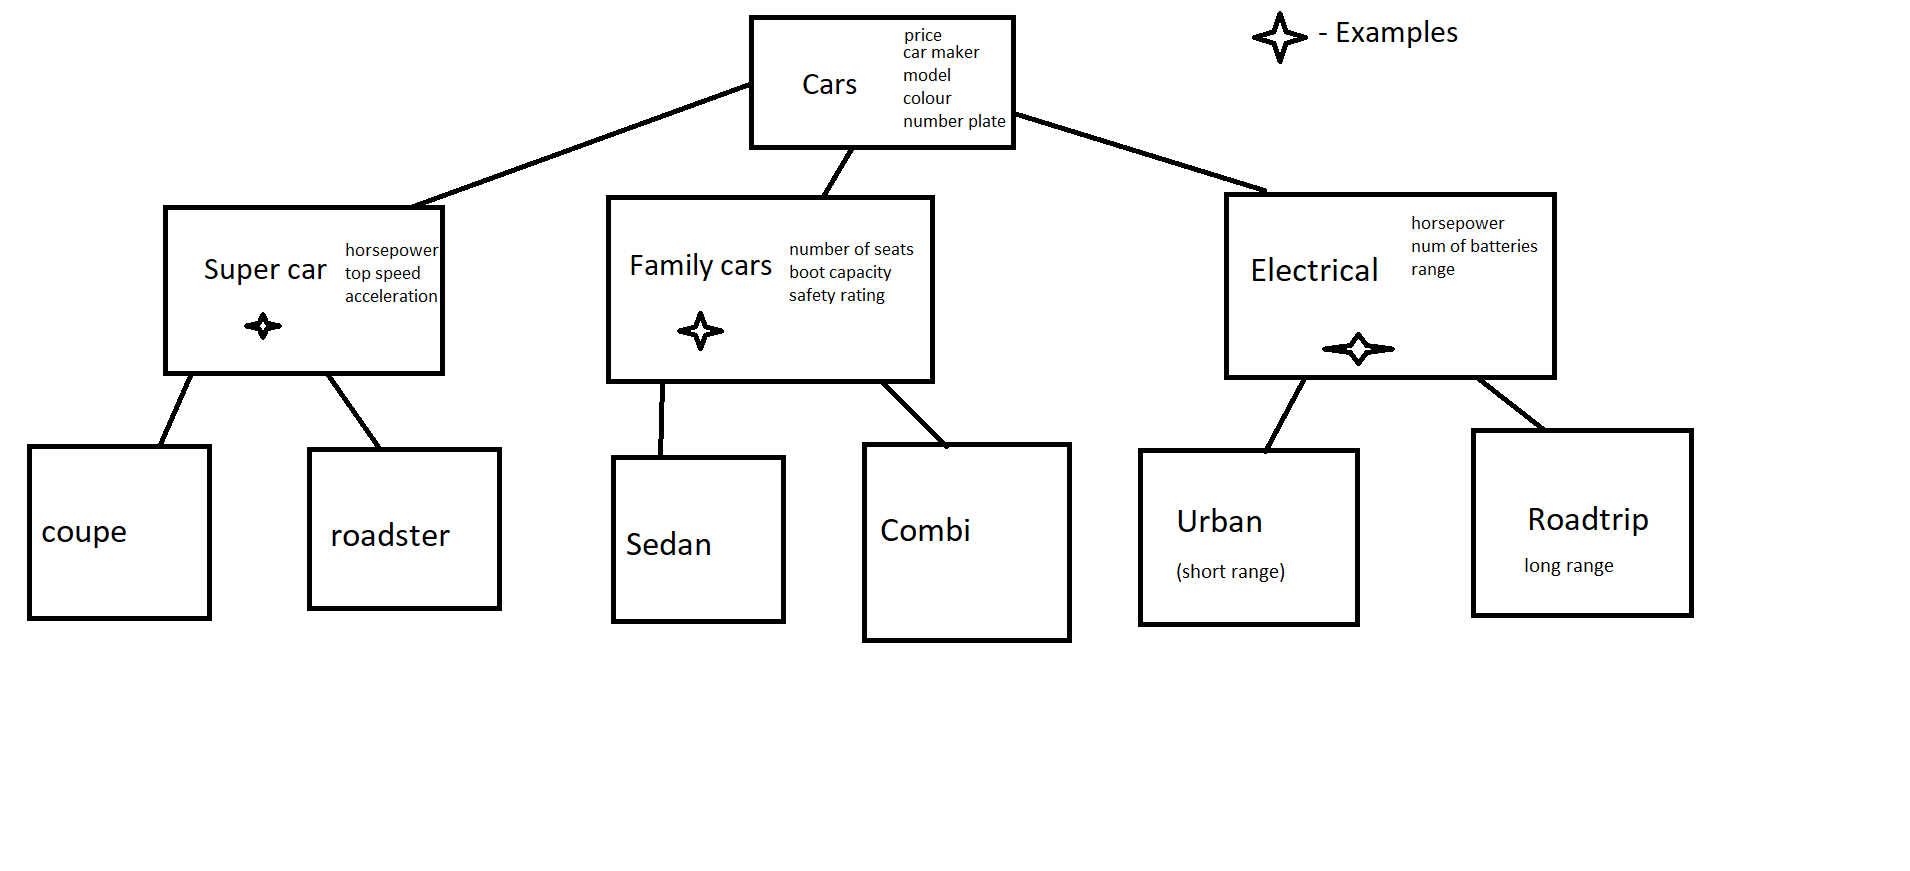 price
car maker
Cars
model
colour
number plate
- Examples
Super car
horsepower
top speed
acceleration
Family cars
number of seats
boot capacity
safety rating
Electrical
horsepower
num of batteries
range
coupe
roadster
Sedan
Combi
Urban
(short range)
Roadtrip
long range